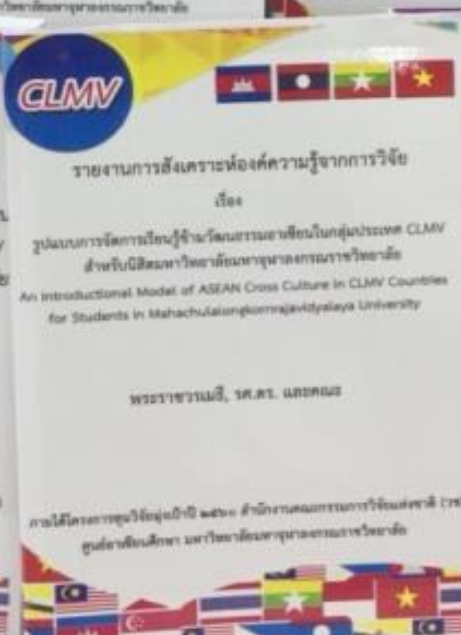 CLMV
รายงานการสังเคราะห์องค์ความรู้จากการวิจัย
เรื่อง
รูปแบบการจัดการเรียนรู้ข้ามวัฒนธรรมอาเซียนในกลุ่มประเทศ CLMV
สำหรับนิสิตมหาวิทยาลัยมหาจุฬาลงกรณราชวิทยาลัย
An Introductional Model of ASEAN Cross Culture in CLMV Countries
for Students in Mahachulalongkornrajavidyalaya University
พระราชวรเมธี, รศ.ดร. และคณะ
ภายใต้โครงการทุนวิจัยมุ่งเป้าปี ๒๕๖๐ สำนักงานคณะกรรมการวิจัยแห่งชาติ (วช
ศูนย์อาเซียนศึกษา มหาวิทยาลัยมหาจุฬาลงกรณราชวิทยาลัย